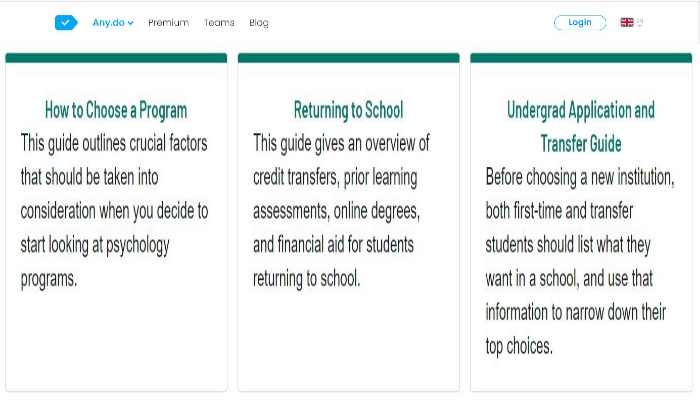 Any.do Premium Teams Blog Login EN
How to Choose a Program
This guide outlines crucial factors
that should be taken into
consideration when you decide to
start looking at psychology
programs.
Returning to School
This guide gives an overview of
credit transfers, prior learning
assessments, online degrees,
and financial aid for students
returning to school.
Undergrad Application and
Transfer Guide
Before choosing a new institution,
both first-time and transfer
students should list what they
want in a school, and use that
information to narrow down their
top choices.